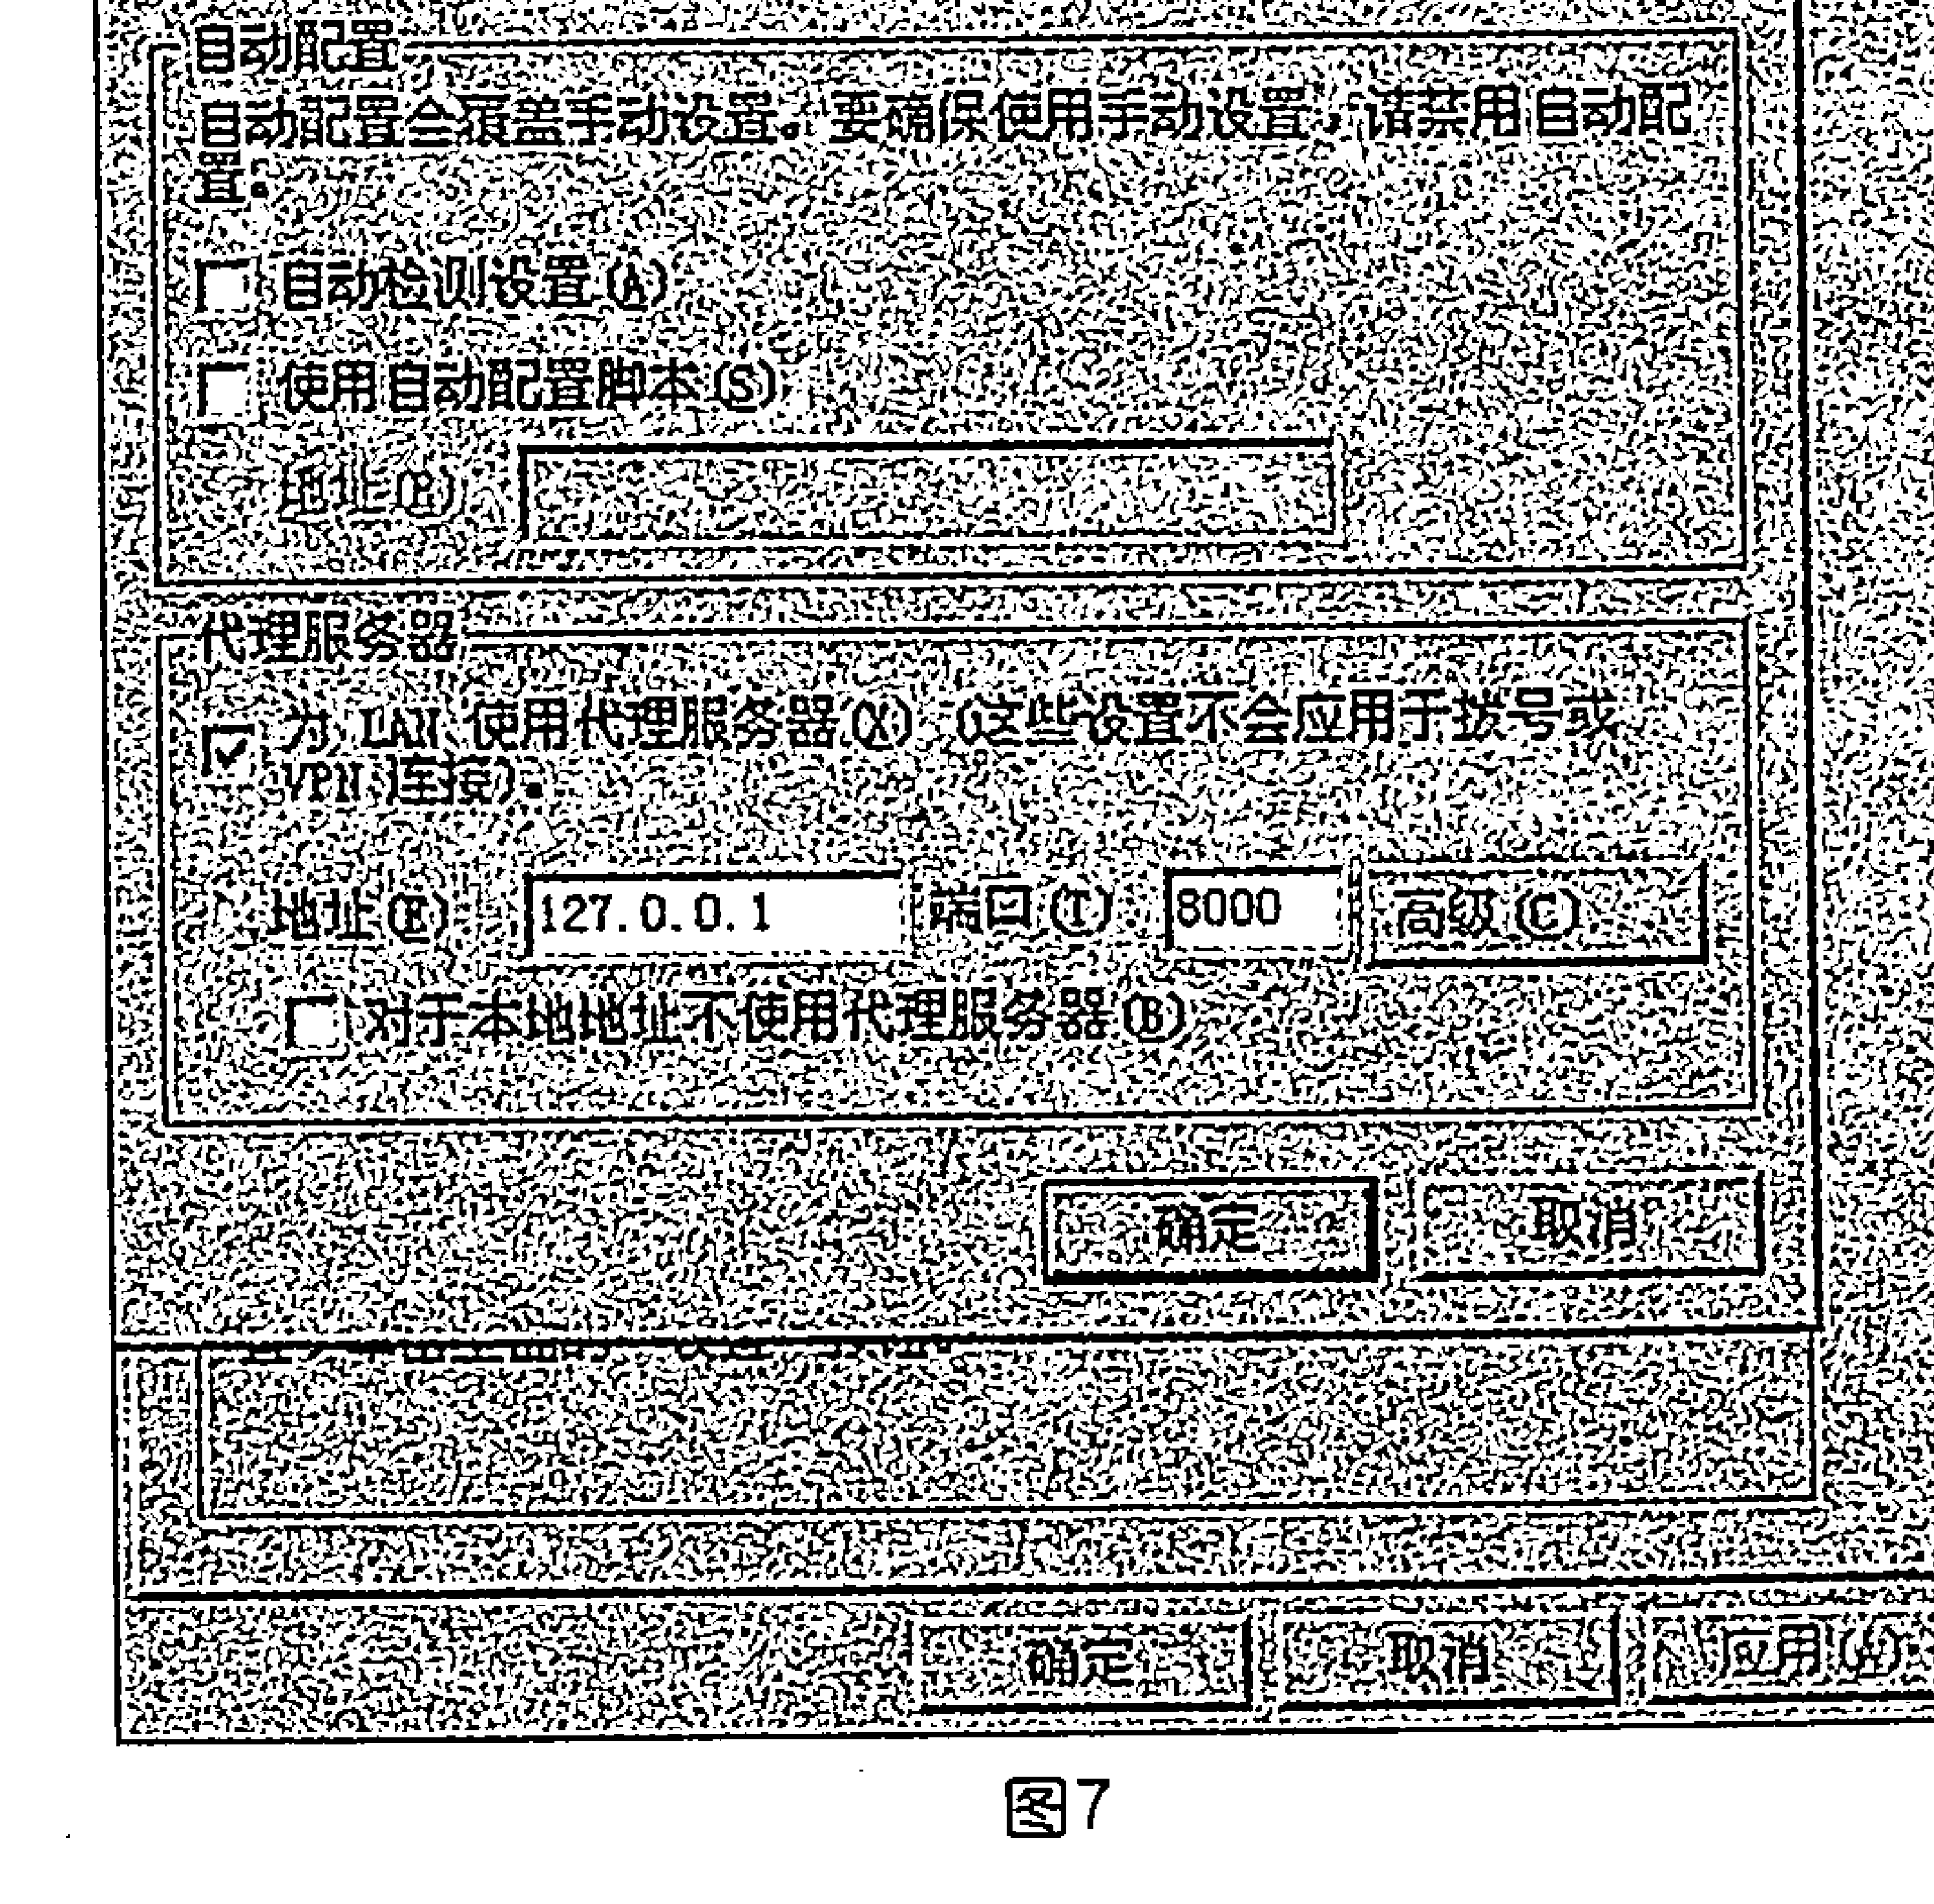 自动配置
自动配置会覆盖手动设置。要确保使用手动设置，请禁用自动配
置。
自动检测设置(A)
使用自动配置脚本(S)
地址(R)
代理服务器
为 LAN 使用代理服务器(X) (这些设置不会应用于拨号或
VPN 连接)。
地址(E) 127.0.0.1 端口(T) 8000 高级(C)
对于本地地址不使用代理服务器(B)
确定 取消
确定 取消 应用(A)
图7